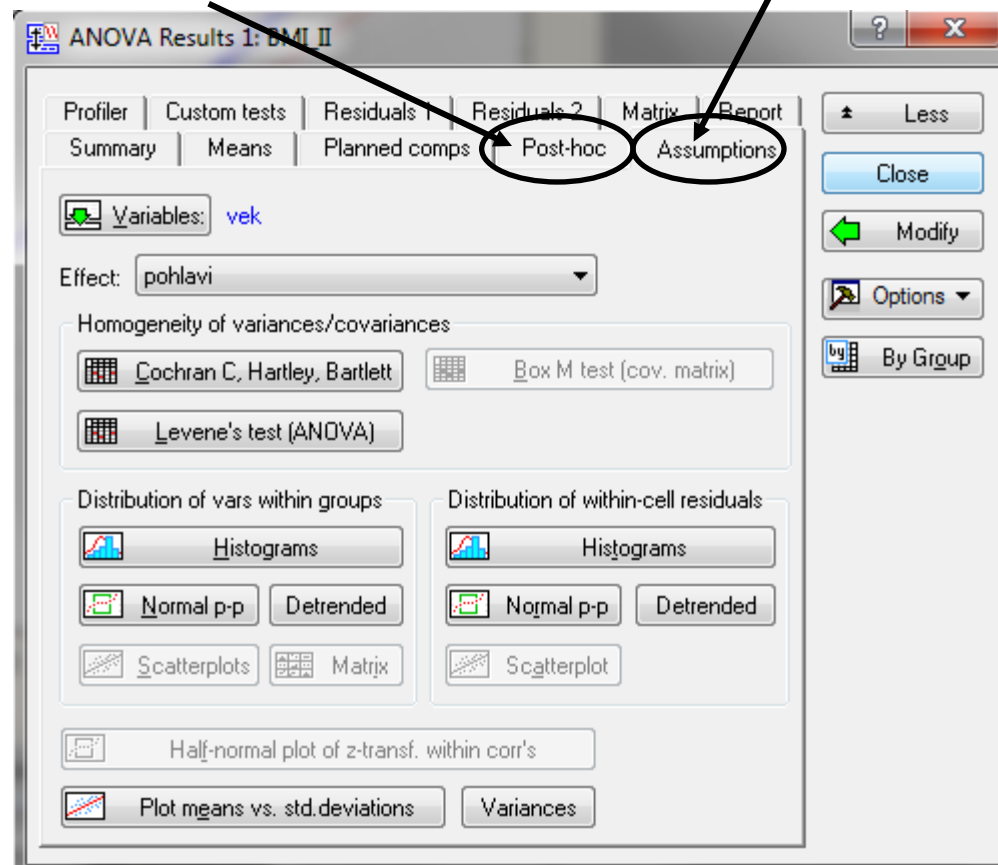 ANOVA Results 1: BMI_II
?
X
Profiler Custom tests Residuals 1 Residuals 2 Matrix Report
Summary Means Planned comps Post-hoc Assumptions
Less
Close
Modify
Options
by By Group
Variables: vek
Effect: pohlavi
Homogeneity of variances/covariances
Cochran C, Hartley, Bartlett
Box M test (cov. matrix)
Levene's test (ANOVA)
Distribution of vars within groups
Histograms
Normal p-p
Detrended
Scatterplots
Matrix
Distribution of within-cell residuals
Histograms
Normal p-p
Detrended
Scatterplot
Half-normal plot of z-transf. within corr's
Plot means vs. std.deviations
Variances